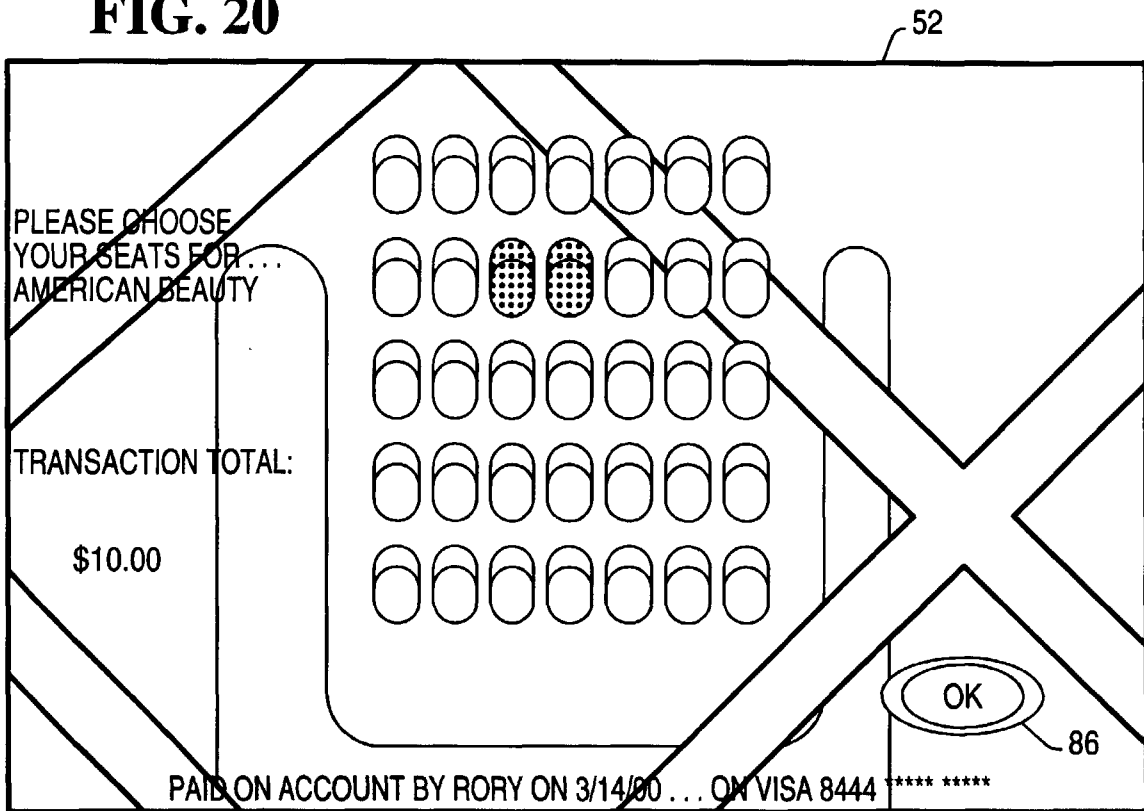 FIG. 20
52
PLEASE CHOOSE
YOUR SEATS FOR . . .
AMERICAN BEAUTY
TRANSACTION TOTAL:
$10.00
OK
86
PAID ON ACCOUNT BY RORY ON 3/14/00 . . . ON VISA 8444 ***** *****